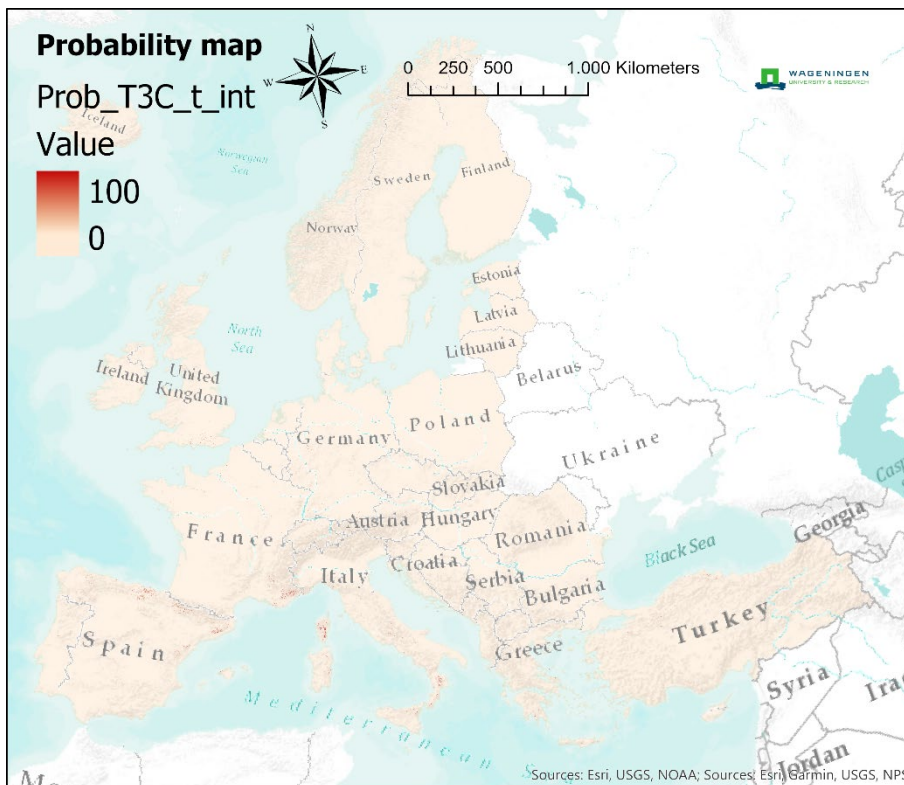 Probability map
Prob_T3C_t_int
Value
100
0
N
W
E
S
0 250 500 1.000 Kilometers
WAGENINGEN
UNIVERSITY & RESEARCH
Iceland
Norwegian
Sea
Sweden
Finland
Norway
Estonia
Latvia
Lithuania
North
Sea
Ireland
United
Kingdom
Belarus
Poland
Germany
Ukraine
Slovakia
Austria
Hungary
France
Romania
Croatia
Italy
Serbia
Bulgaria
Black Sea
Georgia
Spain
Greece
Turkey
Syria
Mediterranean
Jordan
Sources: Esri, USGS, NOAA; Sources: Esri, Garmin, USGS, NPS